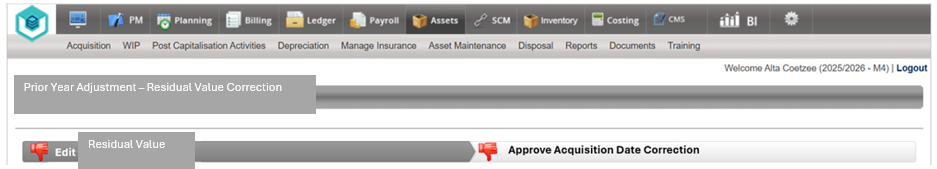 PM Planning Billing Ledger Payroll Assets SCM Inventory Costing CMS BI
Acquisition WIP Post Capitalisation Activities Depreciation Manage Insurance Asset Maintenance Disposal Reports Documents Training
Welcome Alta Coetzee (2025/2026 - M4) | Logout
Prior Year Adjustment – Residual Value Correction
Edit Residual Value Approve Acquisition Date Correction